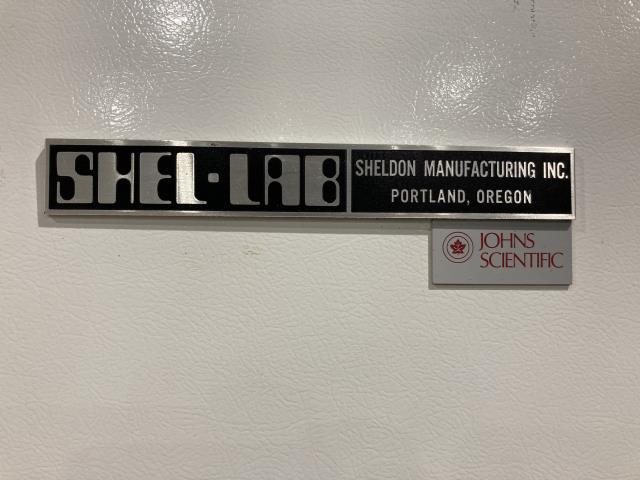 SHEL-LAB
SHELDON MANUFACTURING INC.
PORTLAND, OREGON
JOHNS
SCIENTIFIC